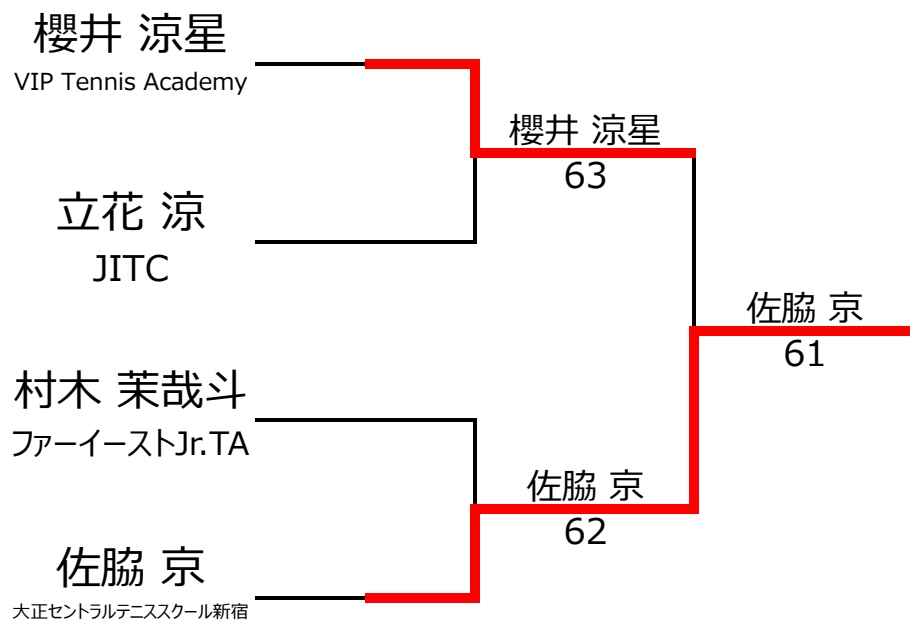 櫻井 涼星
VIP Tennis Academy
櫻井 涼星
63
立花 涼
JITC
佐脇 京
61
村木 茉哉斗
ファーイーストJr.TA
佐脇 京
62
佐脇 京
大正セントラルテニススクール新宿